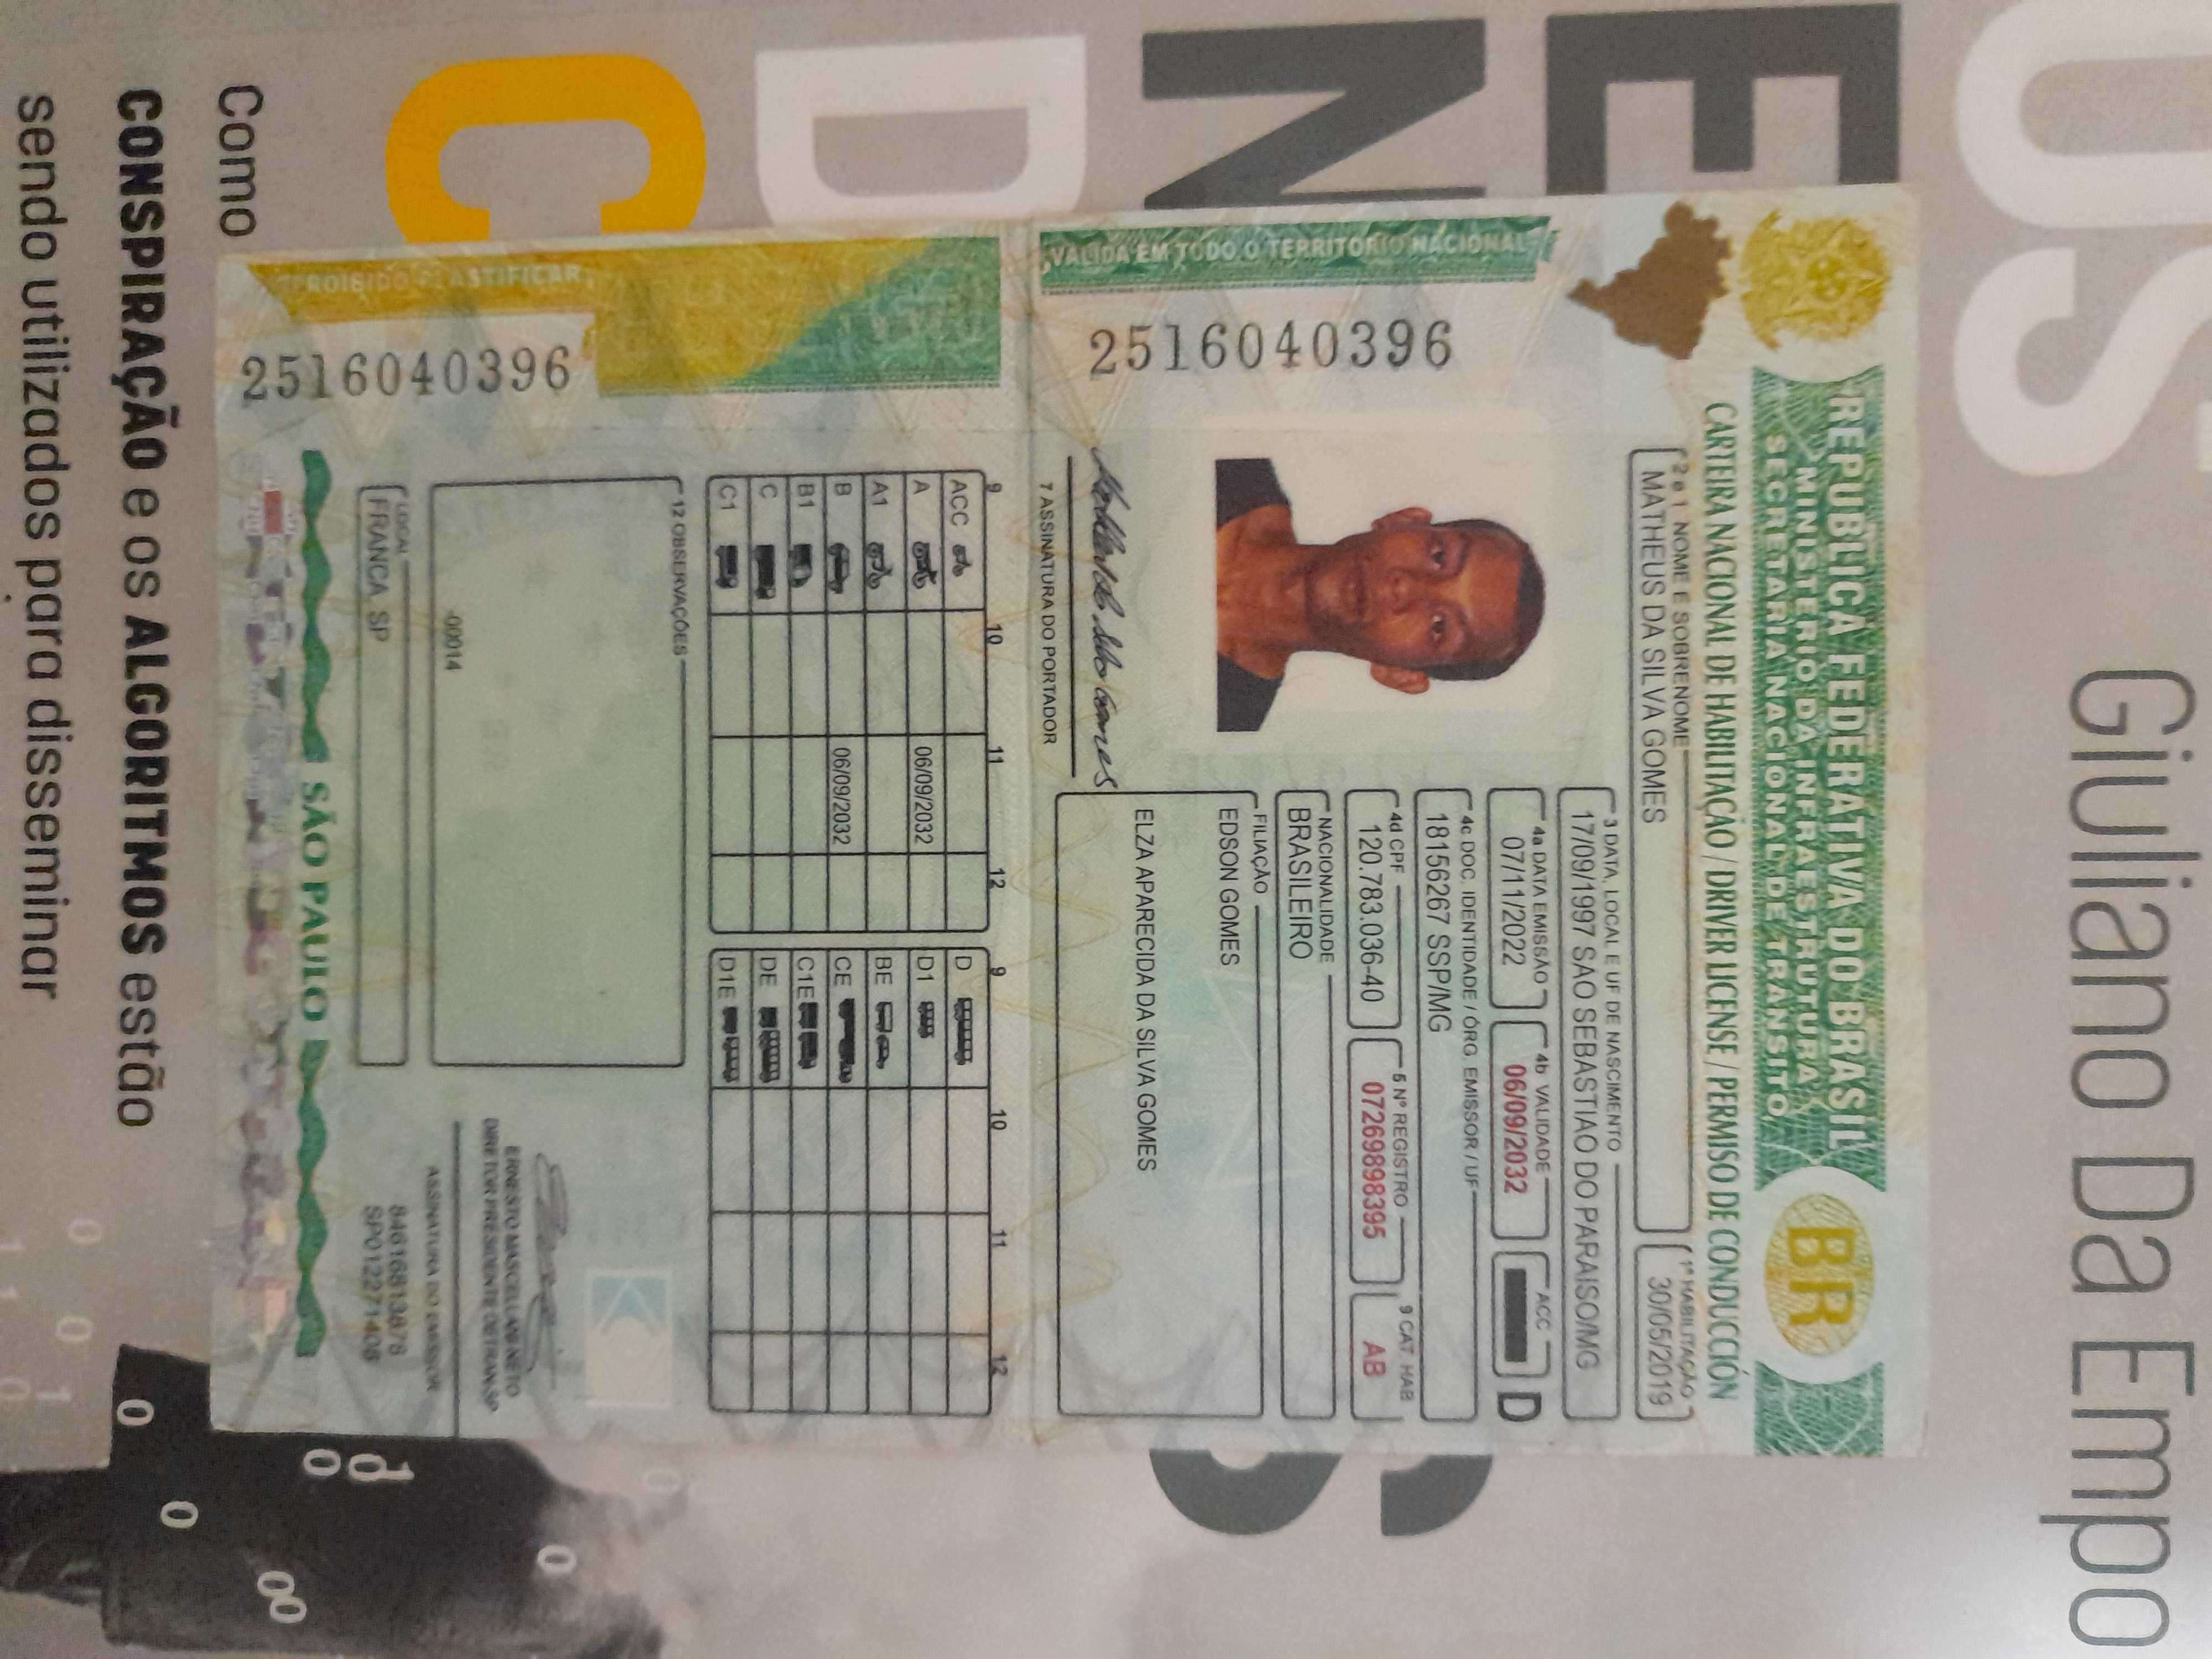 Giuliano Da Empo
OS
EN
D
C
REPÚBLICA FEDERATIVA DO BRASIL
MINISTÉRIO DA INFRAESTRUTURA
SECRETARIA NACIONAL DE TRÂNSITO
BR
CARTEIRA NACIONAL DE HABILITAÇÃO / DRIVER LICENSE / PERMISO DE CONDUCCIÓN
2 e 1 NOME E SOBRENOME
MATHEUS DA SILVA GOMES
1ª HABILITAÇÃO
30/05/2019
3 DATA, LOCAL E UF DE NASCIMENTO
17/09/1997 SAO SEBASTIAO DO PARAISO/MG
4a DATA EMISSÃO
07/11/2022
4b VALIDADE
06/09/2032
ACC
D
4c DOC. IDENTIDADE / ÓRG. EMISSOR / UF
18156267 SSP/MG
4d CPF
120.783.036-40
5 Nº REGISTRO
07269898395
9 CAT HAB
AB
NACIONALIDADE
BRASILEIRO
FILIAÇÃO
EDSON GOMES
ELZA APARECIDA DA SILVA GOMES
7 ASSINATURA DO PORTADOR
VÁLIDA EM TODO O TERRITÓRIO NACIONAL
2516040396
9 10 11 12
ACC
A 06/09/2032
A1
B 06/09/2032
B1
C
C1
9 10 11 12
D
D1
BE
CE
C1E
DE
D1E
12 OBSERVAÇÕES
-00014
LOCAL
FRANCA SP
ERNESTO MASCELLANI NETO
DIRETOR PRESIDENTE DETRAN/SP
ASSINATURA DO EMISSOR
84616813878
SP012271408
SÃO PAULO
PROIBIDO PLASTIFICAR
2516040396
Como
CONSPIRAÇÃO e os ALGORITMOS estão
sendo utilizados para disseminar